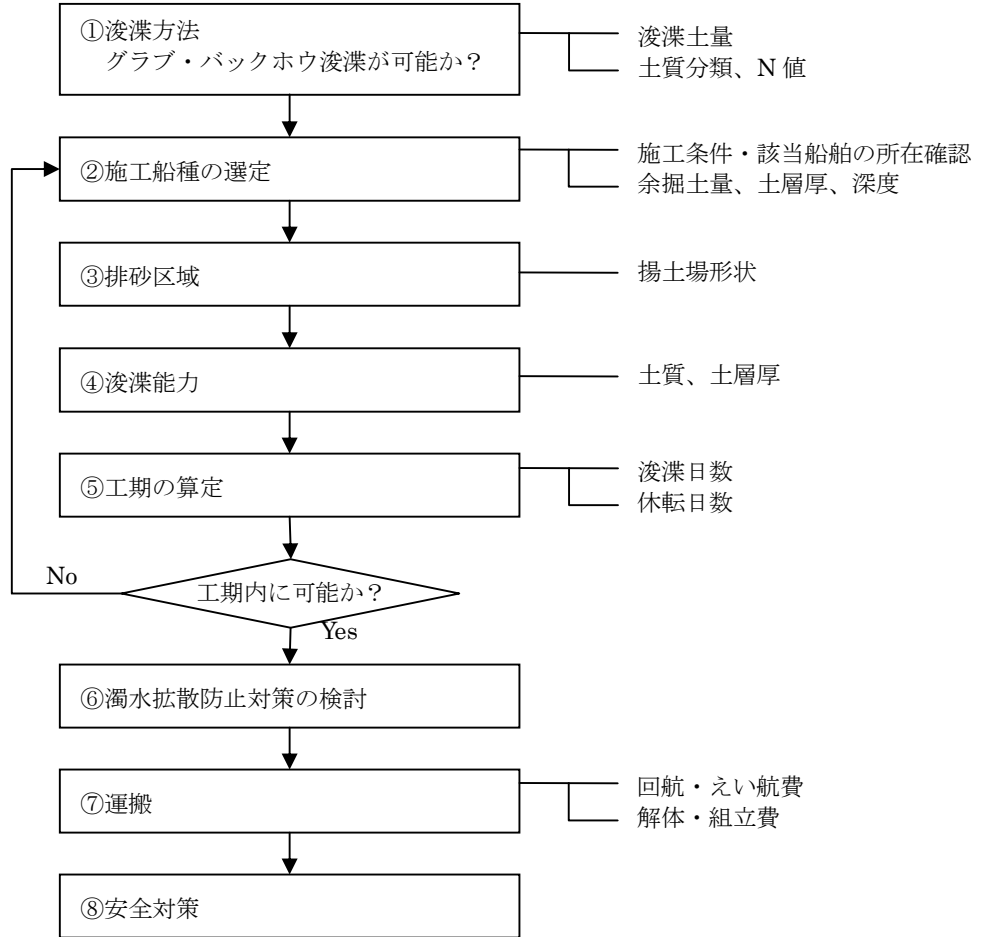 ①浚渫方法
グラブ・バックホウ浚渫が可能か？
浚渫土量
土質分類、N 値
②施工船種の選定
施工条件・該当船舶の所在確認
余掘土量、土層厚、深度
③排砂区域
揚土場形状
④浚渫能力
土質、土層厚
⑤工期の算定
浚渫日数
休転日数
No
工期内に可能か？
Yes
⑥濁水拡散防止対策の検討
⑦運搬
回航・えい航費
解体・組立費
⑧安全対策